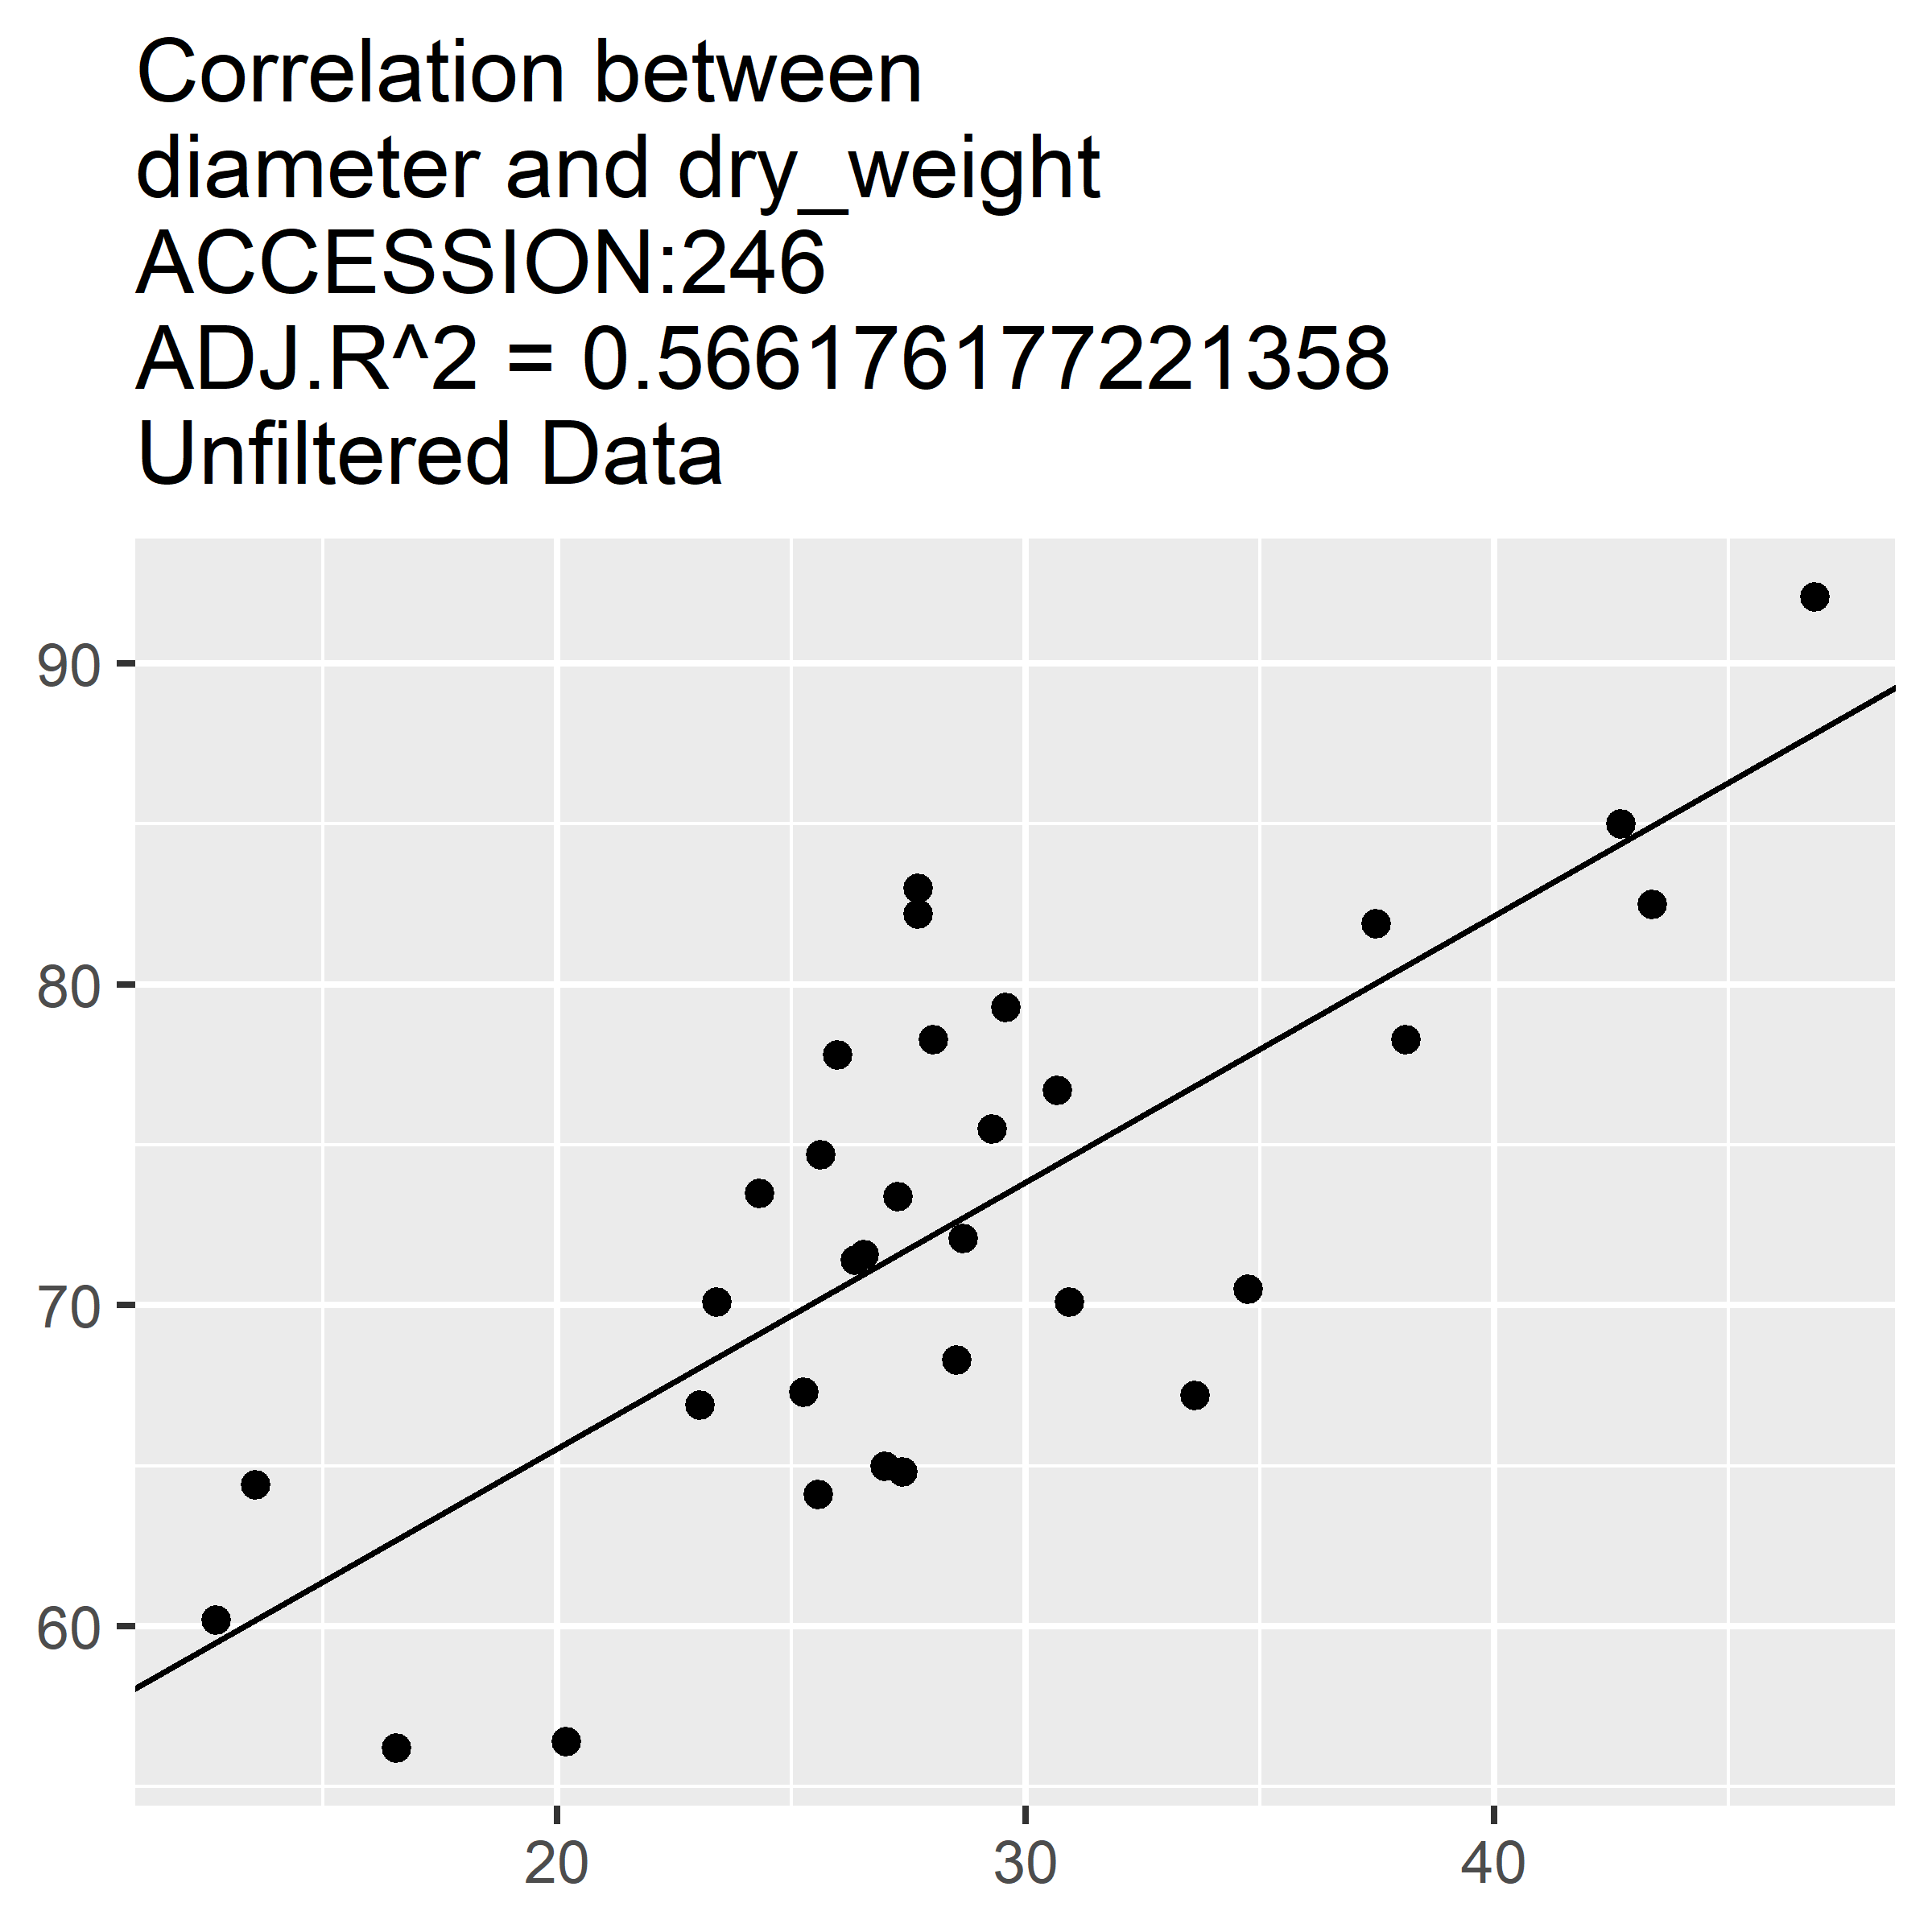 Correlation between
diameter and dry_weight
ACCESSION:246
ADJ.R^2 = 0.566176177221358
Unfiltered Data
90
80
70
60
20 30 40